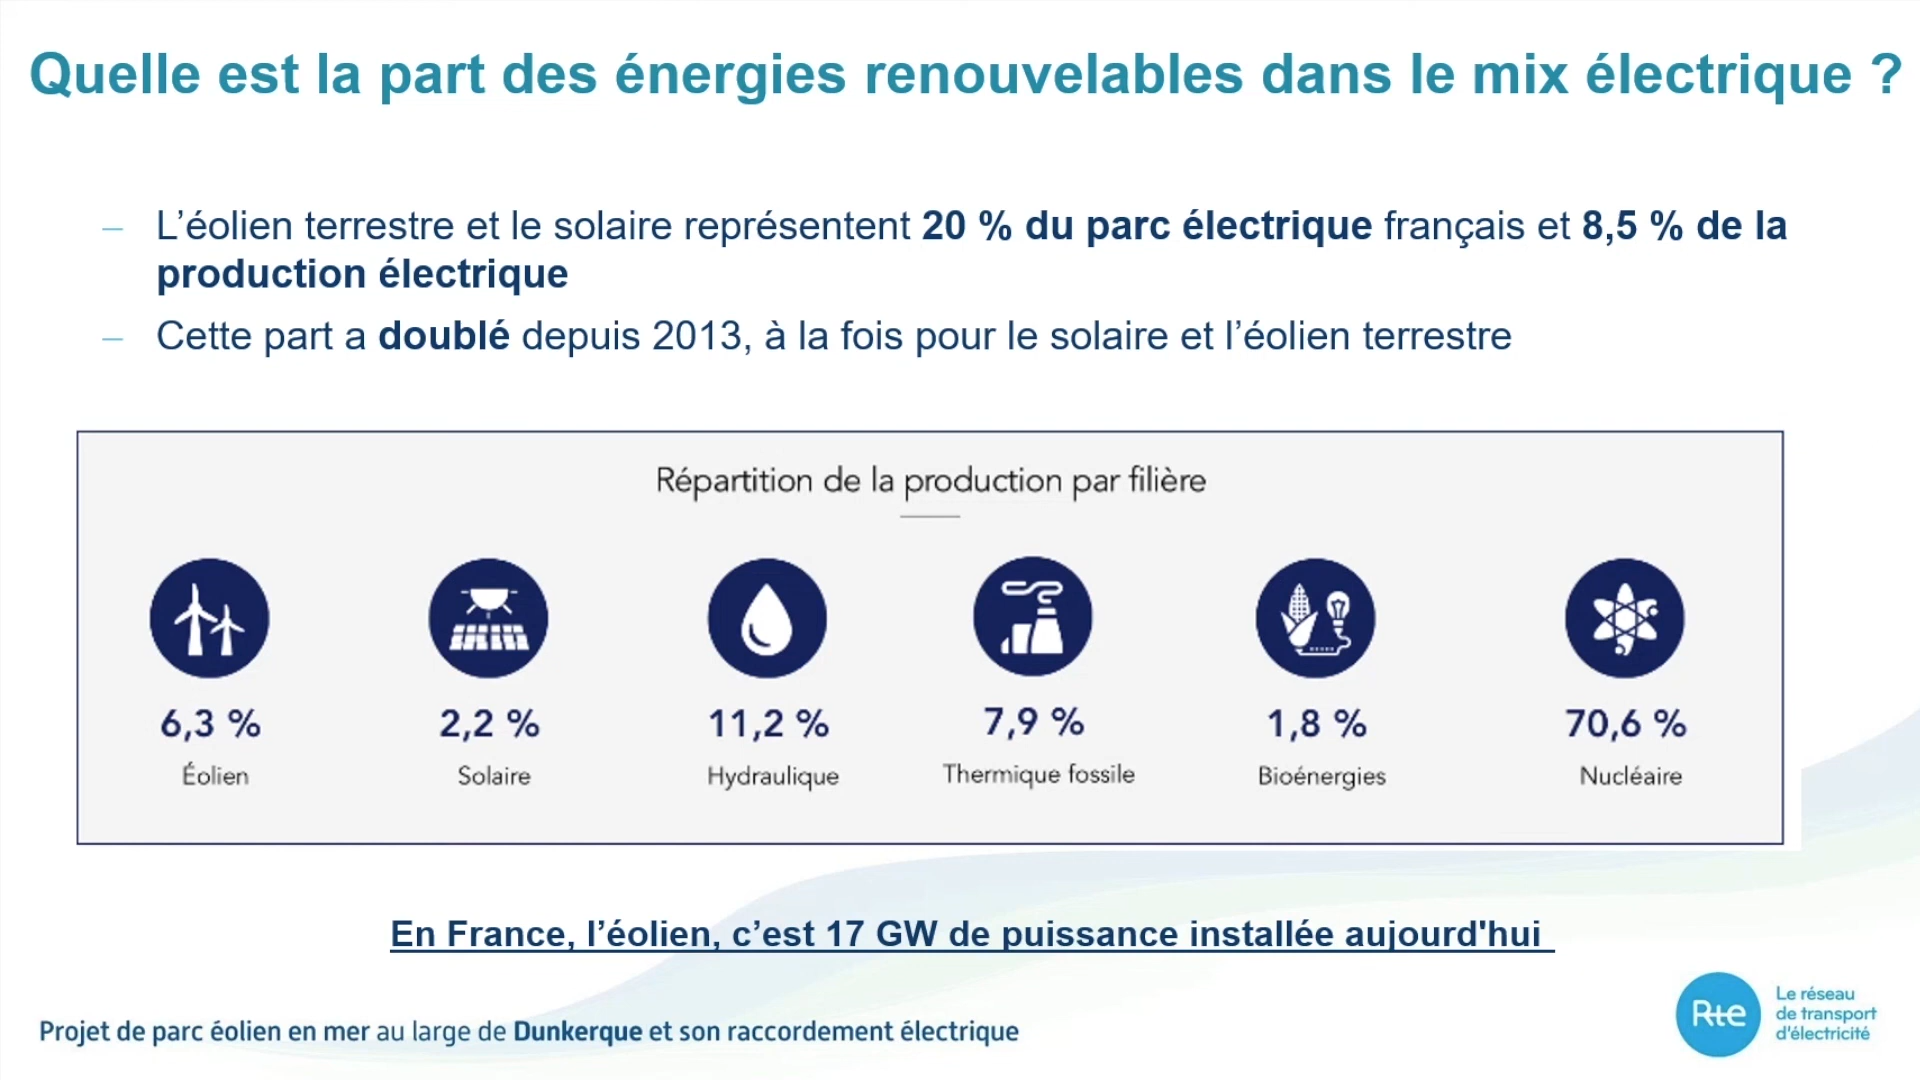 Quelle est la part des énergies renouvelables dans le mix électrique ?
– L’éolien terrestre et le solaire représentent 20 % du parc électrique français et 8,5 % de la
production électrique
– Cette part a doublé depuis 2013, à la fois pour le solaire et l’éolien terrestre
Répartition de la production par filière
6,3 % 2,2 % 11,2 % 7,9 % 1,8 % 70,6 %
Éolien Solaire Hydraulique Thermique fossile Bioénergies Nucléaire
En France, l’éolien, c’est 17 GW de puissance installée aujourd'hui
Projet de parc éolien en mer au large de Dunkerque et son raccordement électrique
Rte
Le réseau
de transport
d'électricité